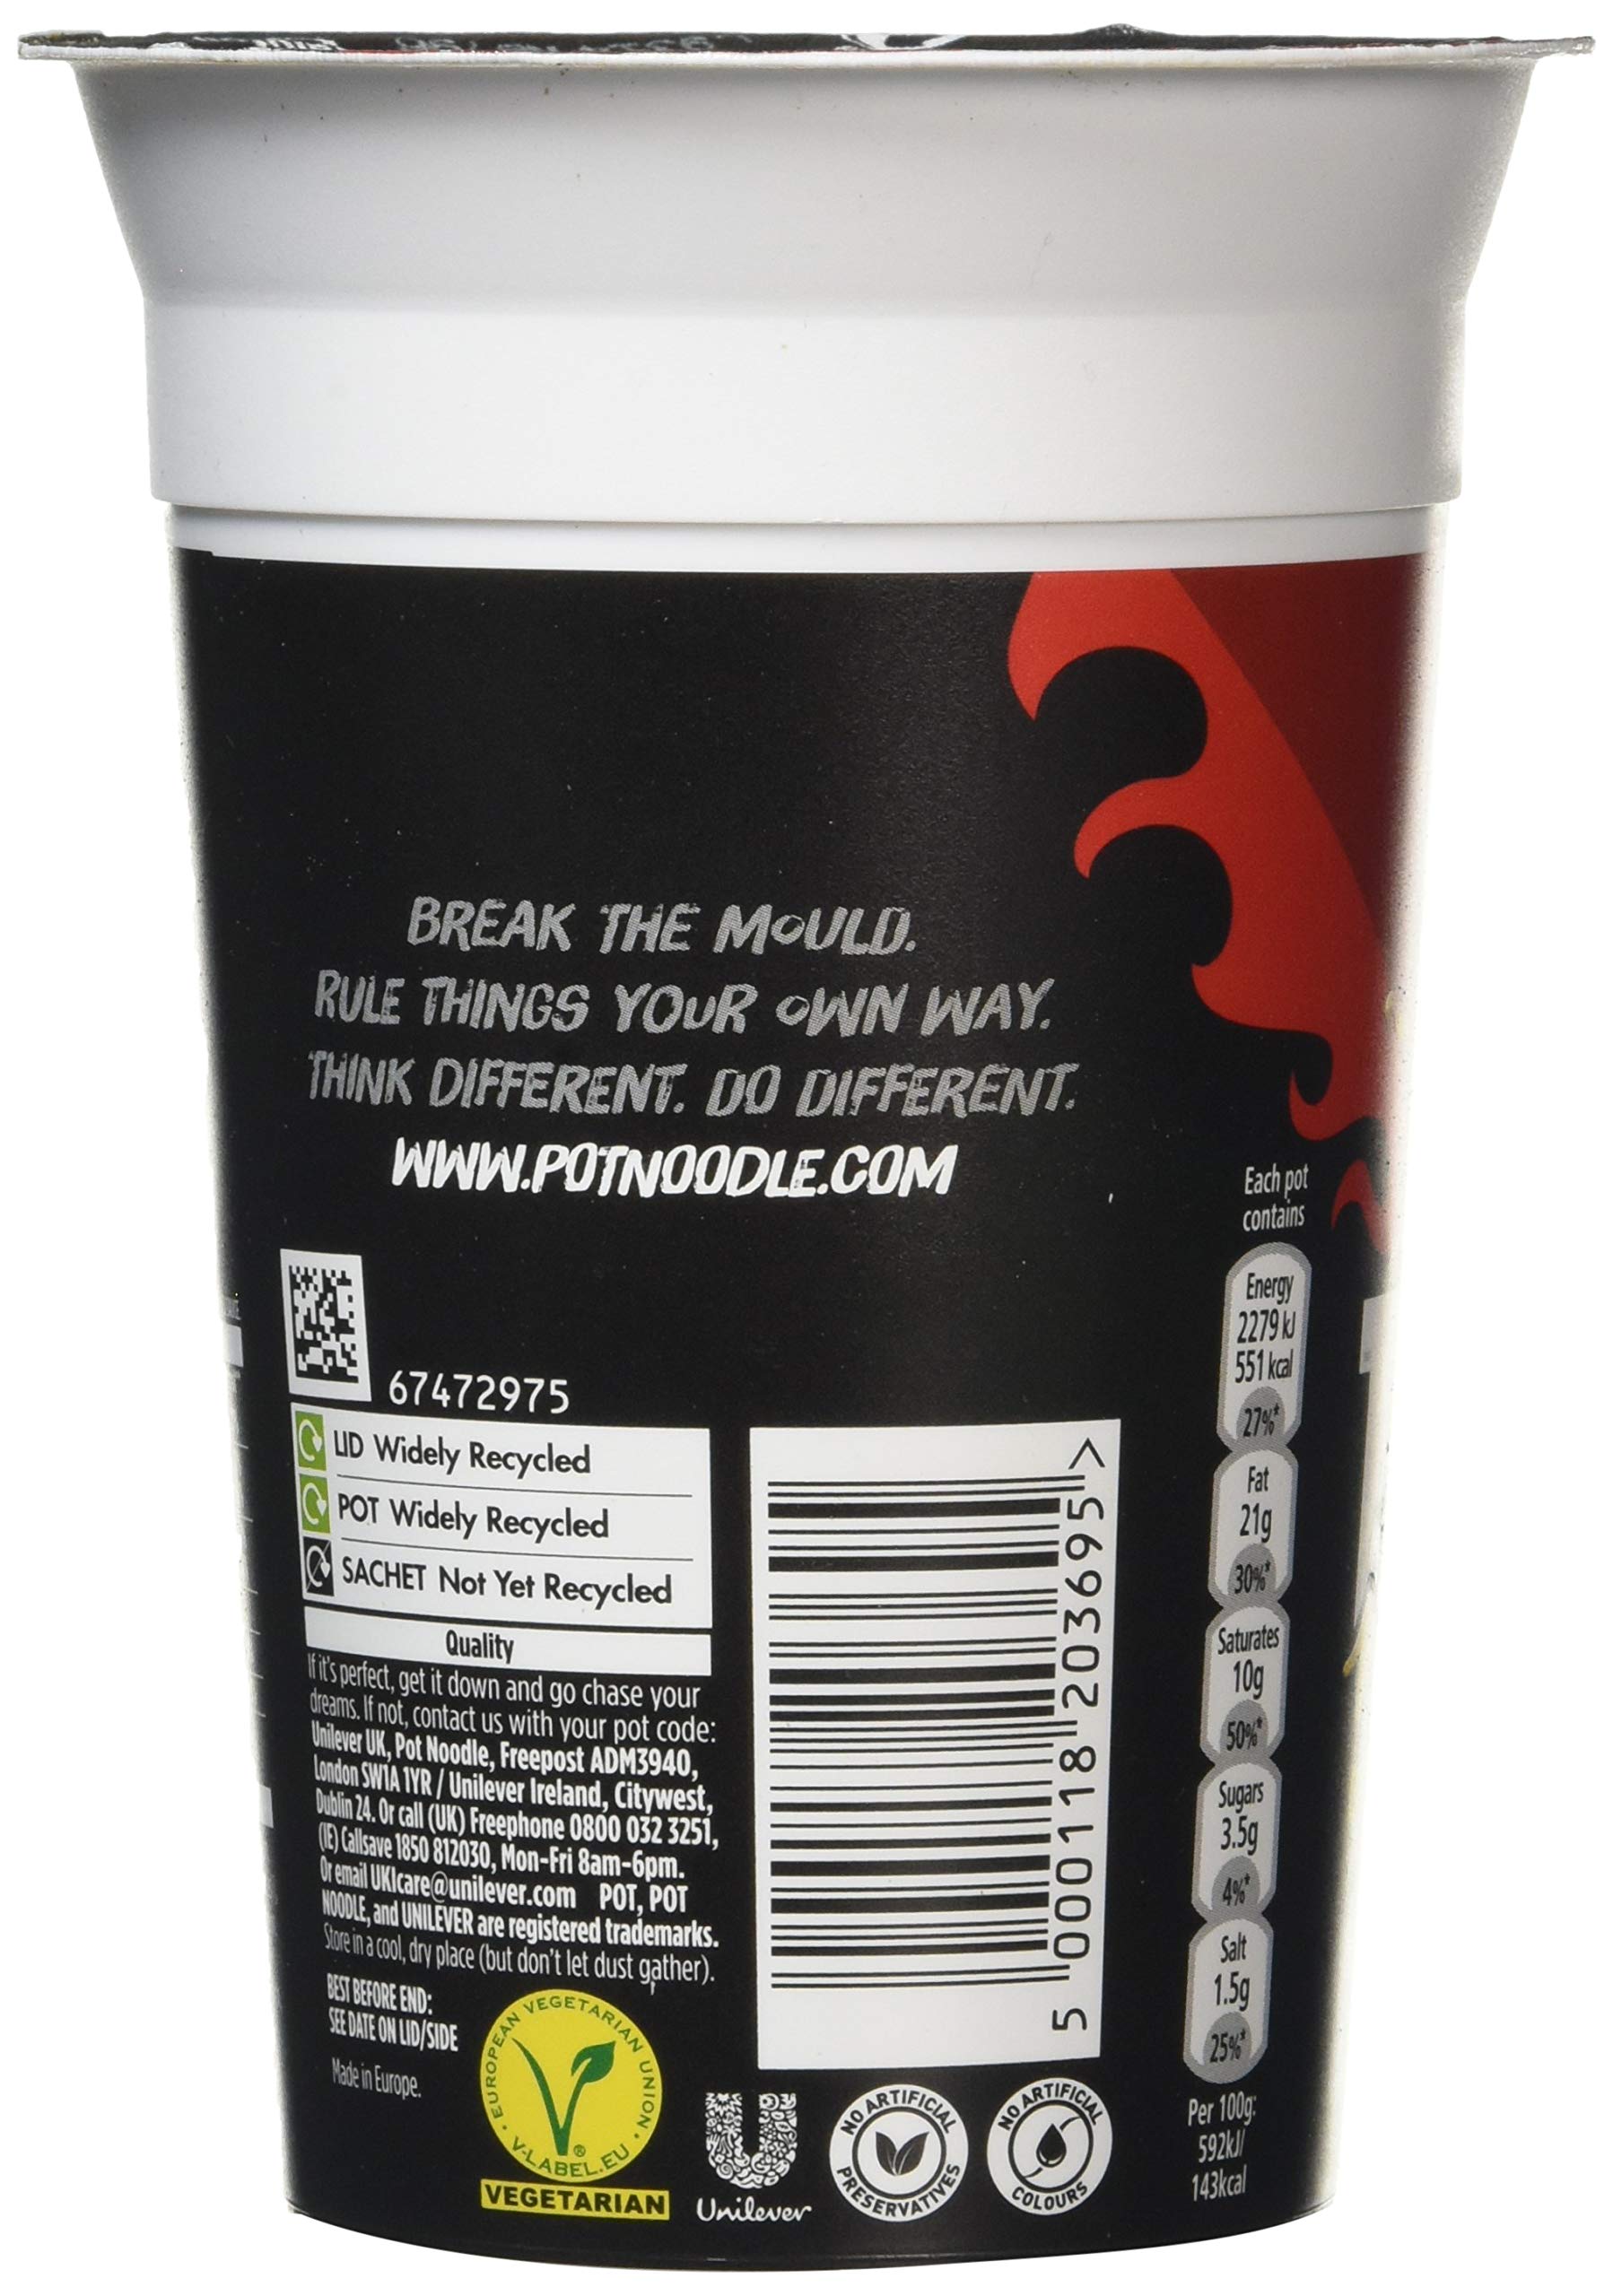 BREAK THE MOULD.
RULE THINGS YOUR OWN WAY.
THINK DIFFERENT. DO DIFFERENT.
WWW.POTNOODLE.COM
67472975
LID Widely Recycled
POT Widely Recycled
SACHET Not Yet Recycled
Quality
If it's perfect, get it down and go chase your
dreams. If not, contact us with your pot code:
Unilever UK, Pot Noodle, Freepost ADM3940,
London SW1A 1YR / Unilever Ireland, Citywest,
Dublin 24. Or call (UK) Freephone 0800 032 3251,
(IE) Callsave 1850 812030, Mon-Fri 8am-6pm.
Or email UKIcare@unilever.com POT, POT
NOODLE, and UNILEVER are registered trademarks.
Store in a cool, dry place (but don't let dust gather).
BEST BEFORE END:
SEE DATE ON LID/SIDE
Made in Europe.
EUROPEAN VEGETARIAN UNION
V-LABEL.EU
®
VEGETARIAN
Unilever
NO ARTIFICIAL
PRESERVATIVES
NO ARTIFICIAL
COLOURS
5 000118 203695 >
Each pot
contains
Energy
2279 kJ
551 kcal
27%*
Fat
21g
30%*
Saturates
10g
50%*
Sugars
3.5g
4%*
Salt
1.5g
25%*
Per 100g:
592kJ/
143kcal